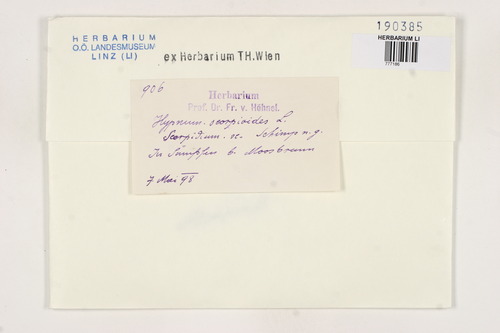 HERBARIUM
O.Ö. LANDESMUSEUM
LINZ (LI)
ex Herbarium TH.Wien
190385
HERBARIUM LI
777186
906
Herbarium
Prof. Dr. Fr. v. Höhnel.
Hypnum scorpioides L.
Scorpidium sc. Schimp n. g.
In Sümpfen b. Moosbrunn
7 Mai 98